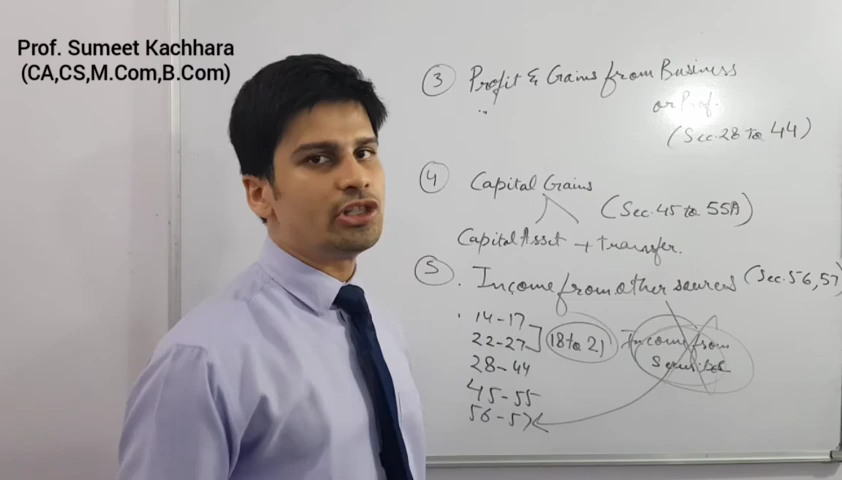 Prof. Sumeet Kachhara
(CA,CS,M.Com,B.Com)
③ Profit & Gains from Business
or Prof.
(Sec. 28 to 44)
④ Capital Gains
(Sec. 45 to 55A)
Capital Asset + transfer.
⑤ . Income from other sources (Sec. 56, 57
14-17
22-27
18 to 21
Income from
28-44
45-55
56-57